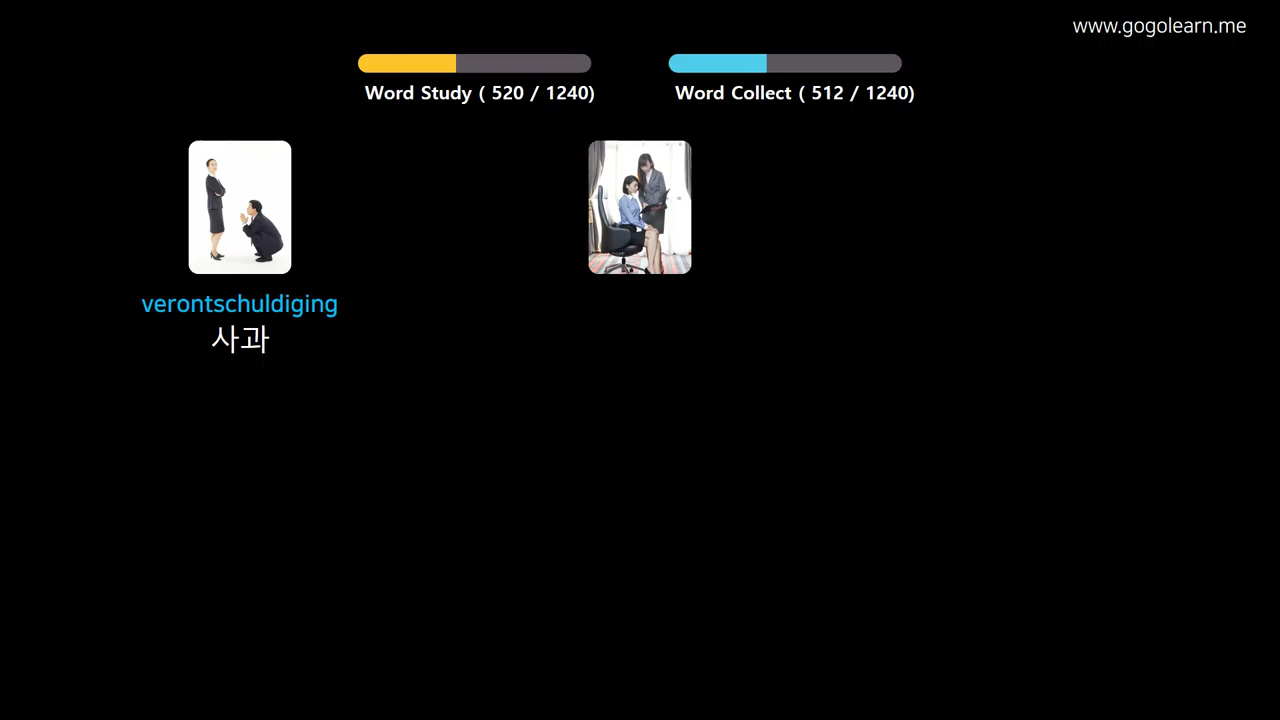 www.gogolearn.me
Word Study ( 520 / 1240)
Word Collect ( 512 / 1240)
verontschuldiging
사과